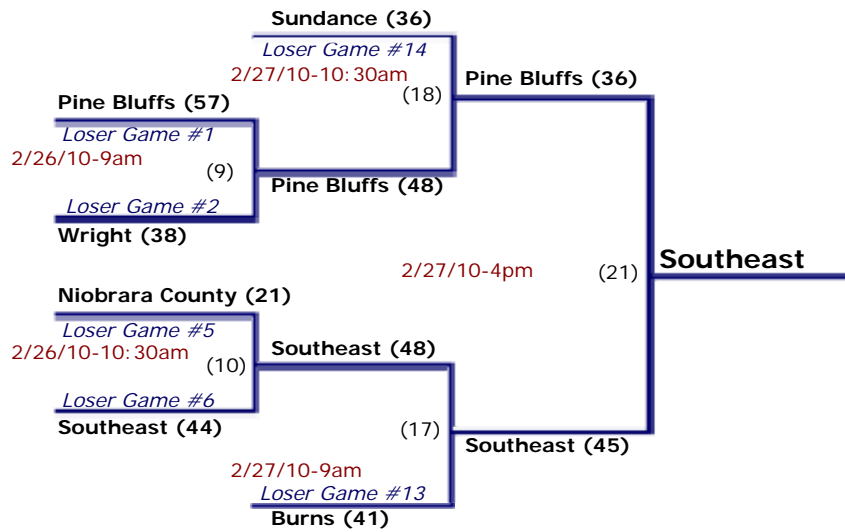 Sundance (36)
Loser Game #14
2/27/10-10:30am
(18)
Pine Bluffs (36)
Pine Bluffs (57)
Loser Game #1
2/26/10-9am
(9)
Pine Bluffs (48)
Loser Game #2
Wright (38)
2/27/10-4pm
(21)
Southeast
Niobrara County (21)
Loser Game #5
2/26/10-10:30am
(10)
Southeast (48)
Loser Game #6
Southeast (44)
(17)
Southeast (45)
2/27/10-9am
Loser Game #13
Burns (41)